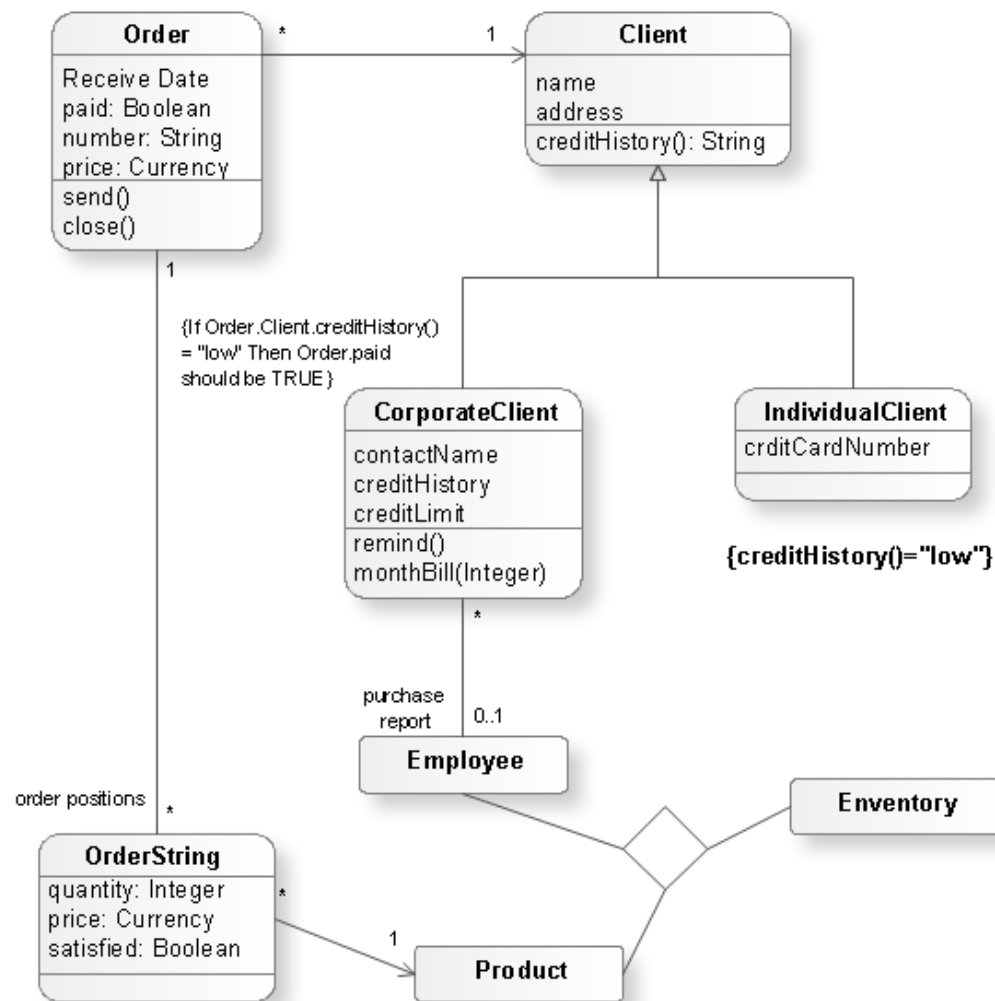 Order
Receive Date
paid: Boolean
number: String
price: Currency
send()
close()
*
1
Client
name
address
creditHistory(): String
1
{If Order.Client.creditHistory()
= "low" Then Order.paid
should be TRUE }
CorporateClient
contactName
creditHistory
creditLimit
remind()
monthBill(Integer)
IndividualClient
crditCardNumber
{creditHistory()="low"}
*
purchase
report
0..1
Employee
Enventory
order positions
*
OrderString
quantity: Integer
price: Currency
satisfied: Boolean
*
1
Product